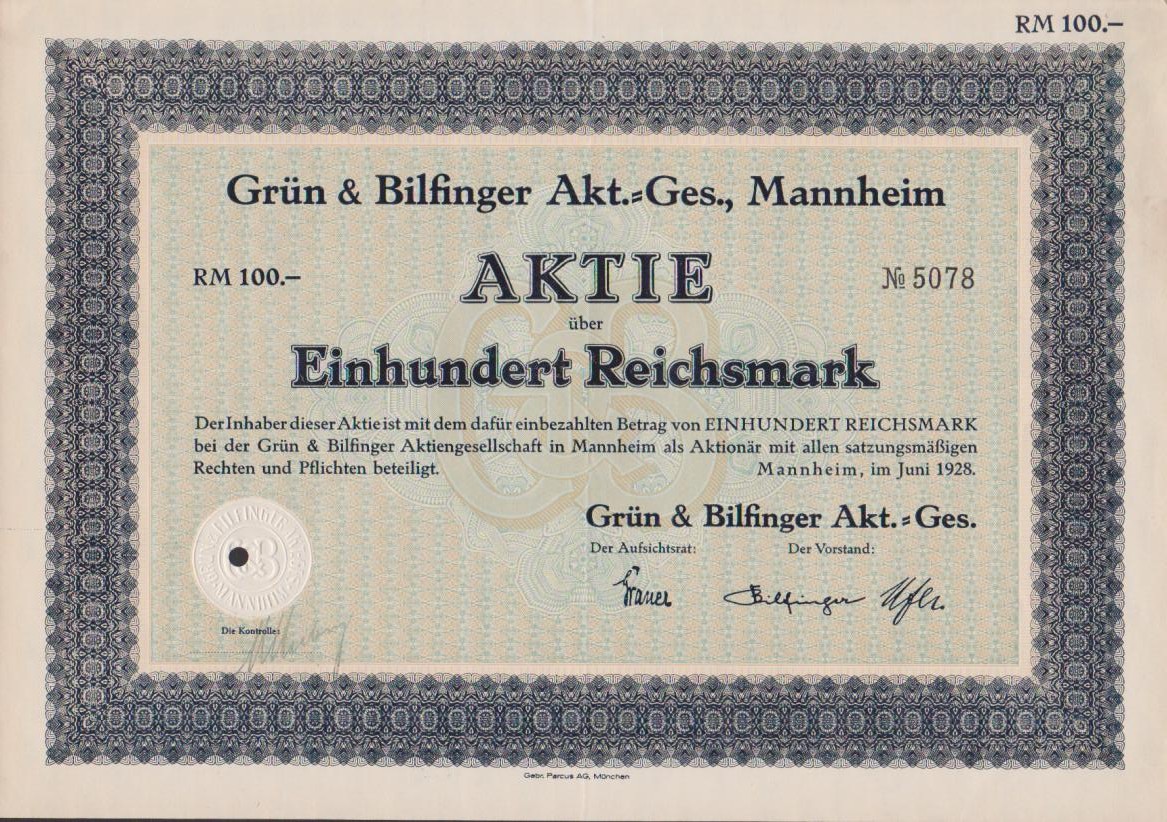 RM 100.–
Grün & Bilfinger Akt.=Ges., Mannheim
RM 100.–
AKTIE
№ 5078
über
Einhundert Reichsmark
Der Inhaber dieser Aktie ist mit dem dafür einbezahlten Betrag von EINHUNDERT REICHSMARK
bei der Grün & Bilfinger Aktiengesellschaft in Mannheim als Aktionär mit allen satzungsmäßigen
Rechten und Pflichten beteiligt. Mannheim, im Juni 1928.
Grün & Bilfinger Akt.=Ges.
Der Aufsichtsrat: Der Vorstand:
Bilfinger
GB
MANNHEIM
Die Kontrolle:
Gebr. Parcus AG, München